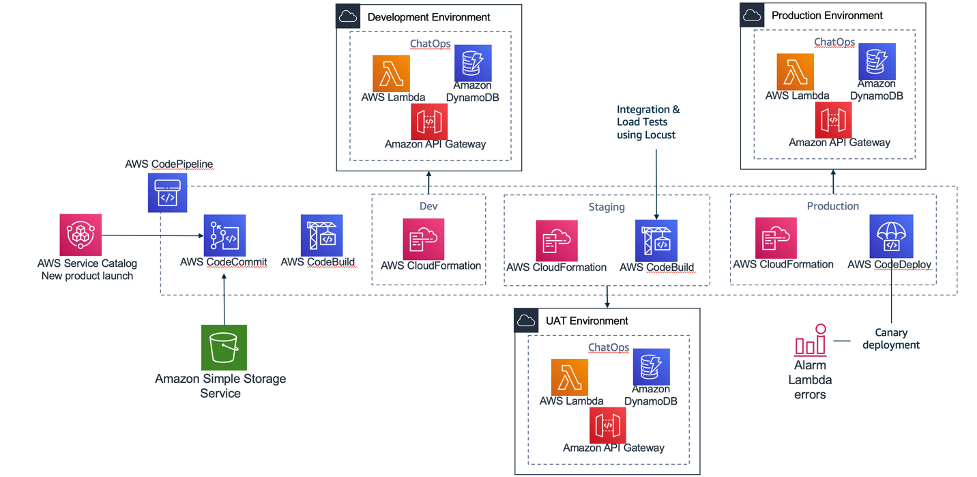 Development Environment
ChatOps
AWS Lambda
Amazon
DynamoDB
Amazon API Gateway
Production Environment
ChatOps
AWS Lambda
Amazon
DynamoDB
Amazon API Gateway
Integration &
Load Tests
using Locust
AWS CodePipeline
Dev
Staging
Production
AWS Service Catalog
New product launch
AWS CodeCommit
AWS CodeBuild
AWS CloudFormation
AWS CloudFormation
AWS CodeBuild
AWS CloudFormation
AWS CodeDeploy
Amazon Simple Storage
Service
UAT Environment
ChatOps
AWS Lambda
Amazon
DynamoDB
Amazon API Gateway
Canary
deployment
Alarm
Lambda
errors